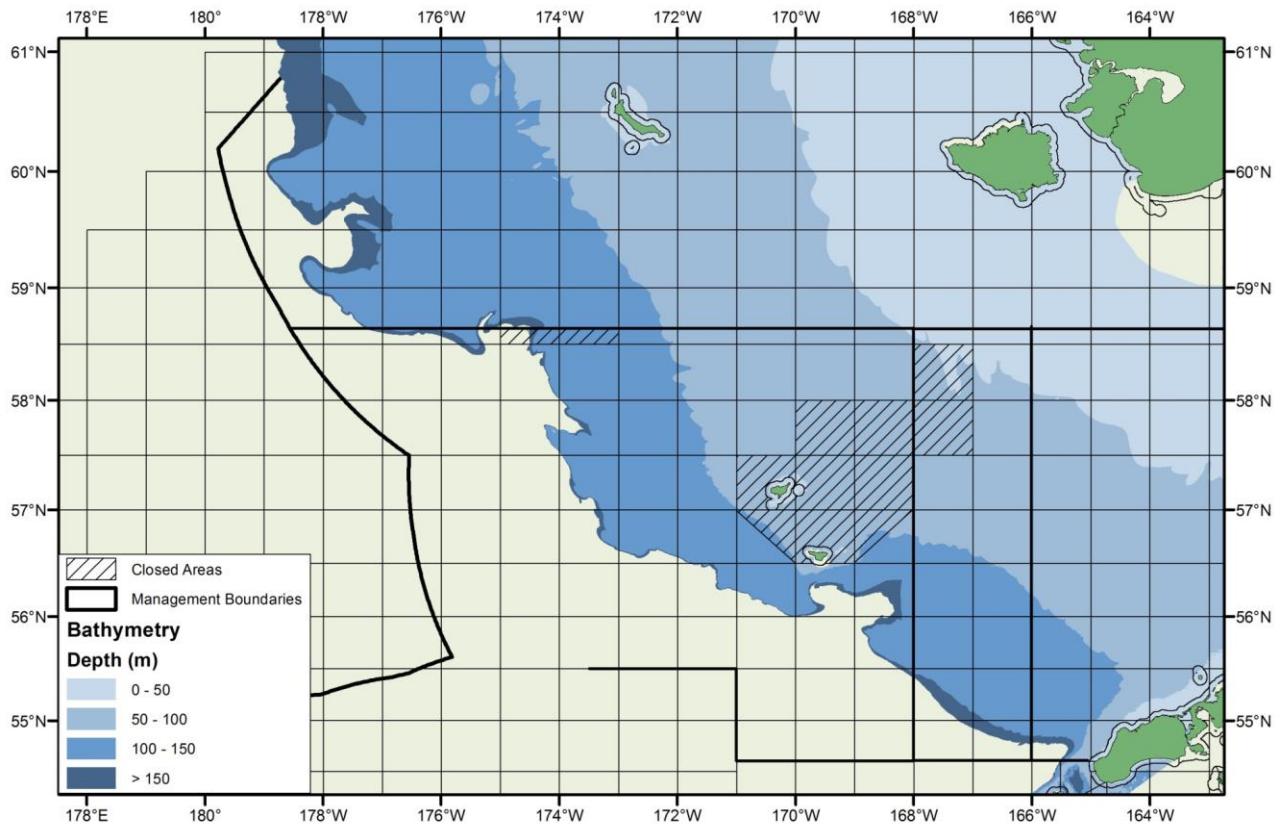 178°E 180° 178°W 176°W 174°W 172°W 170°W 168°W 166°W 164°W
61°N 61°N
60°N 60°N
59°N 59°N
58°N 58°N
57°N 57°N
56°N 56°N
55°N 55°N
Closed Areas
Management Boundaries
Bathymetry
Depth (m)
0 - 50
50 - 100
100 - 150
> 150
178°E 180° 178°W 176°W 174°W 172°W 170°W 168°W 166°W 164°W